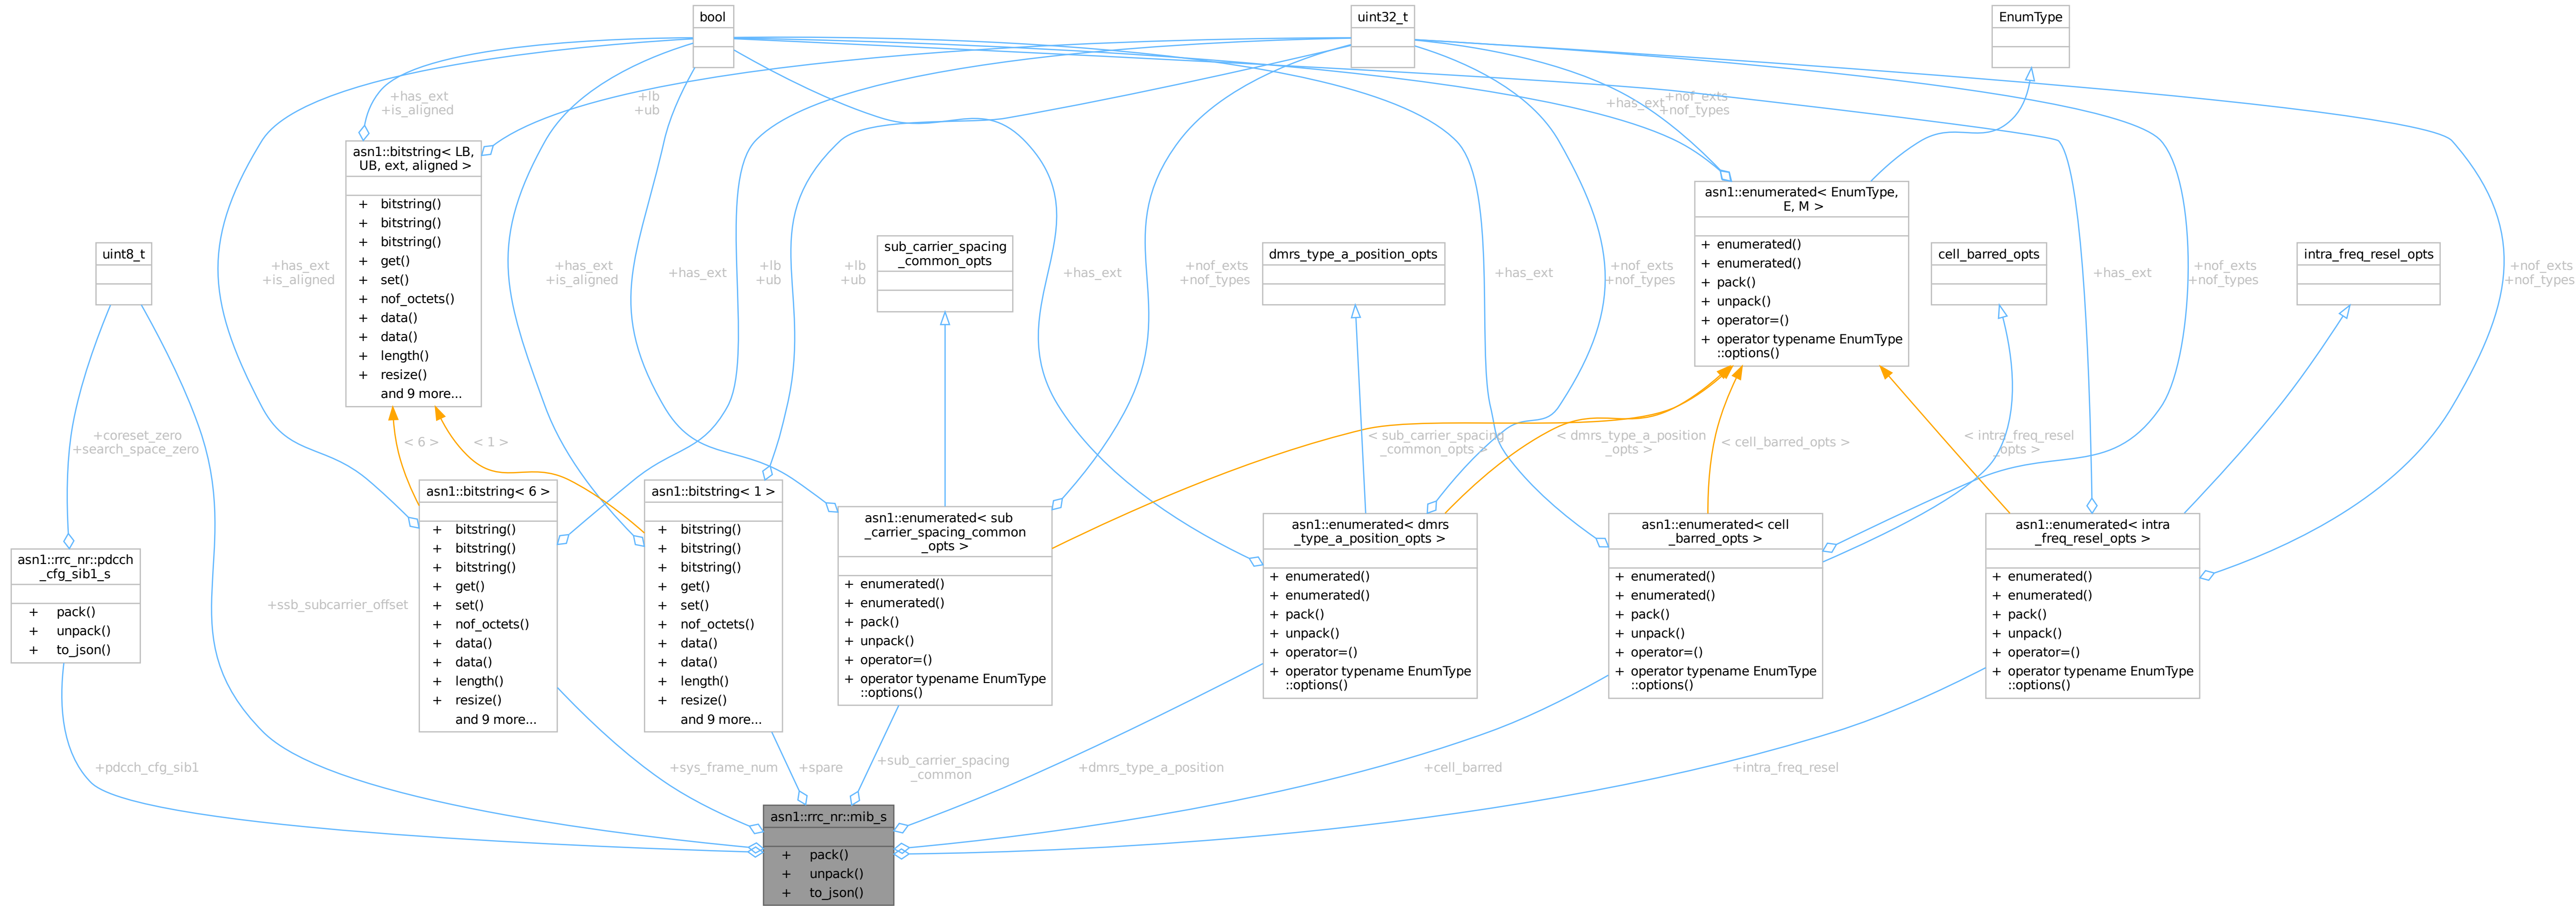 bool
uint32_t
EnumType
+has_ext
+is_aligned
+lb
+ub
+has_ext
+nof_exts
+nof_types
asn1::bitstring< LB,
UB, ext, aligned >
+ bitstring()
+ bitstring()
+ bitstring()
+ get()
+ set()
+ nof_octets()
+ data()
+ data()
+ length()
+ resize()
and 9 more...
asn1::enumerated< EnumType,
E, M >
+ enumerated()
+ enumerated()
+ pack()
+ unpack()
+ operator=()
+ operator typename EnumType
::options()
uint8_t
sub_carrier_spacing
_common_opts
dmrs_type_a_position_opts
cell_barred_opts
intra_freq_resel_opts
+has_ext
+is_aligned
+has_ext
+is_aligned
+has_ext
+lb
+ub
+lb
+ub
+has_ext
+nof_exts
+nof_types
+has_ext
+nof_exts
+nof_types
+has_ext
+nof_exts
+nof_types
+nof_exts
+nof_types
+coreset_zero
+search_space_zero
< 6 >
< 1 >
< sub_carrier_spacing
_common_opts >
< dmrs_type_a_position
_opts >
< cell_barred_opts >
< intra_freq_resel
_opts >
asn1::rrc_nr::pdcch
_cfg_sib1_s
+ pack()
+ unpack()
+ to_json()
+ssb_subcarrier_offset
asn1::bitstring< 6 >
+ bitstring()
+ bitstring()
+ bitstring()
+ get()
+ set()
+ nof_octets()
+ data()
+ data()
+ length()
+ resize()
and 9 more...
asn1::bitstring< 1 >
+ bitstring()
+ bitstring()
+ bitstring()
+ get()
+ set()
+ nof_octets()
+ data()
+ data()
+ length()
+ resize()
and 9 more...
asn1::enumerated< sub
_carrier_spacing_common
_opts >
+ enumerated()
+ enumerated()
+ pack()
+ unpack()
+ operator=()
+ operator typename EnumType
::options()
asn1::enumerated< dmrs
_type_a_position_opts >
+ enumerated()
+ enumerated()
+ pack()
+ unpack()
+ operator=()
+ operator typename EnumType
::options()
asn1::enumerated< cell
_barred_opts >
+ enumerated()
+ enumerated()
+ pack()
+ unpack()
+ operator=()
+ operator typename EnumType
::options()
asn1::enumerated< intra
_freq_resel_opts >
+ enumerated()
+ enumerated()
+ pack()
+ unpack()
+ operator=()
+ operator typename EnumType
::options()
+pdcch_cfg_sib1
+sys_frame_num
+spare
+sub_carrier_spacing
_common
+dmrs_type_a_position
+cell_barred
+intra_freq_resel
asn1::rrc_nr::mib_s
+ pack()
+ unpack()
+ to_json()